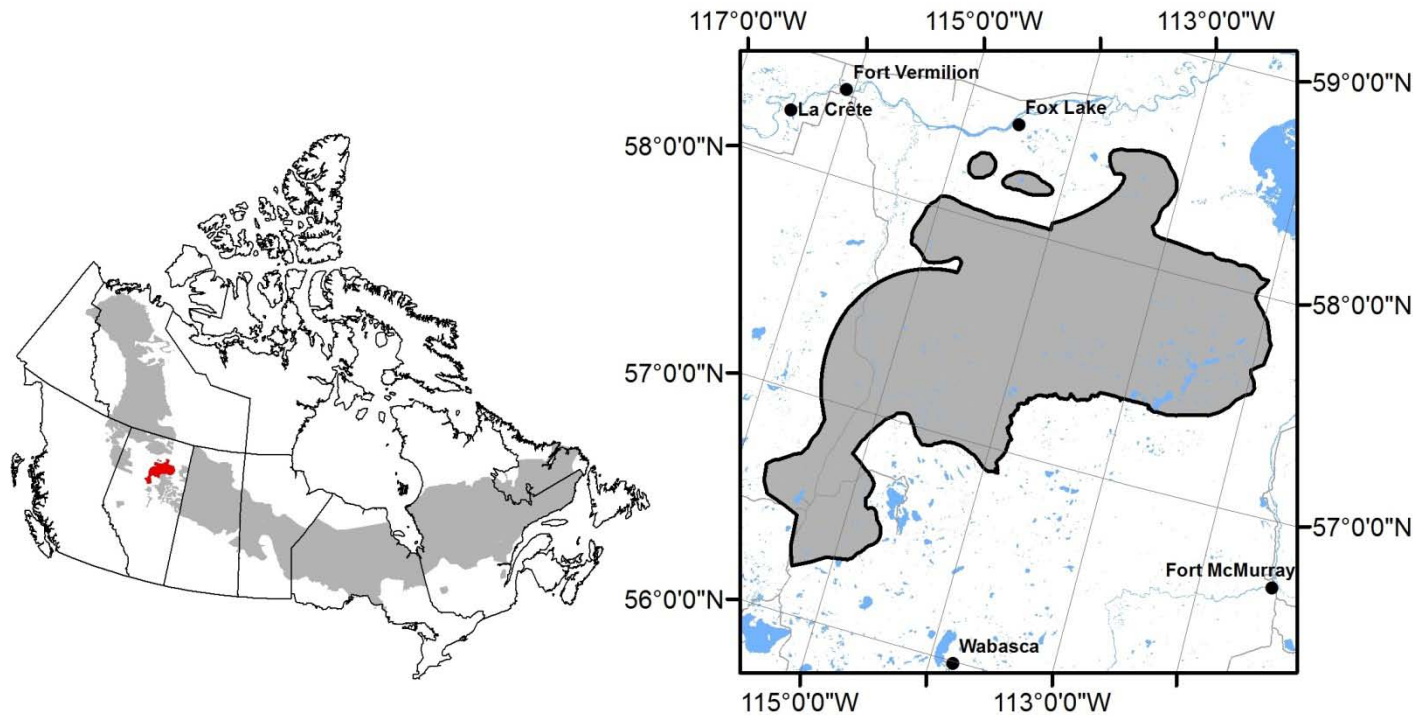 117°0'0"W 115°0'0"W 113°0'0"W
Fort Vermilion
59°0'0"N
La Crête
Fox Lake
58°0'0"N
58°0'0"N
57°0'0"N
57°0'0"N
Fort McMurray
56°0'0"N
Wabasca
115°0'0"W 113°0'0"W